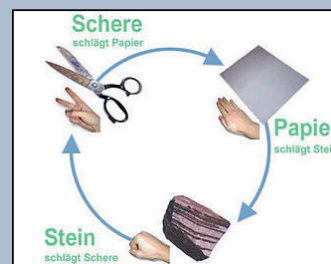 Schere
schlägt Papier
Papie
schlägt Stei
Stein
schlägt Schere